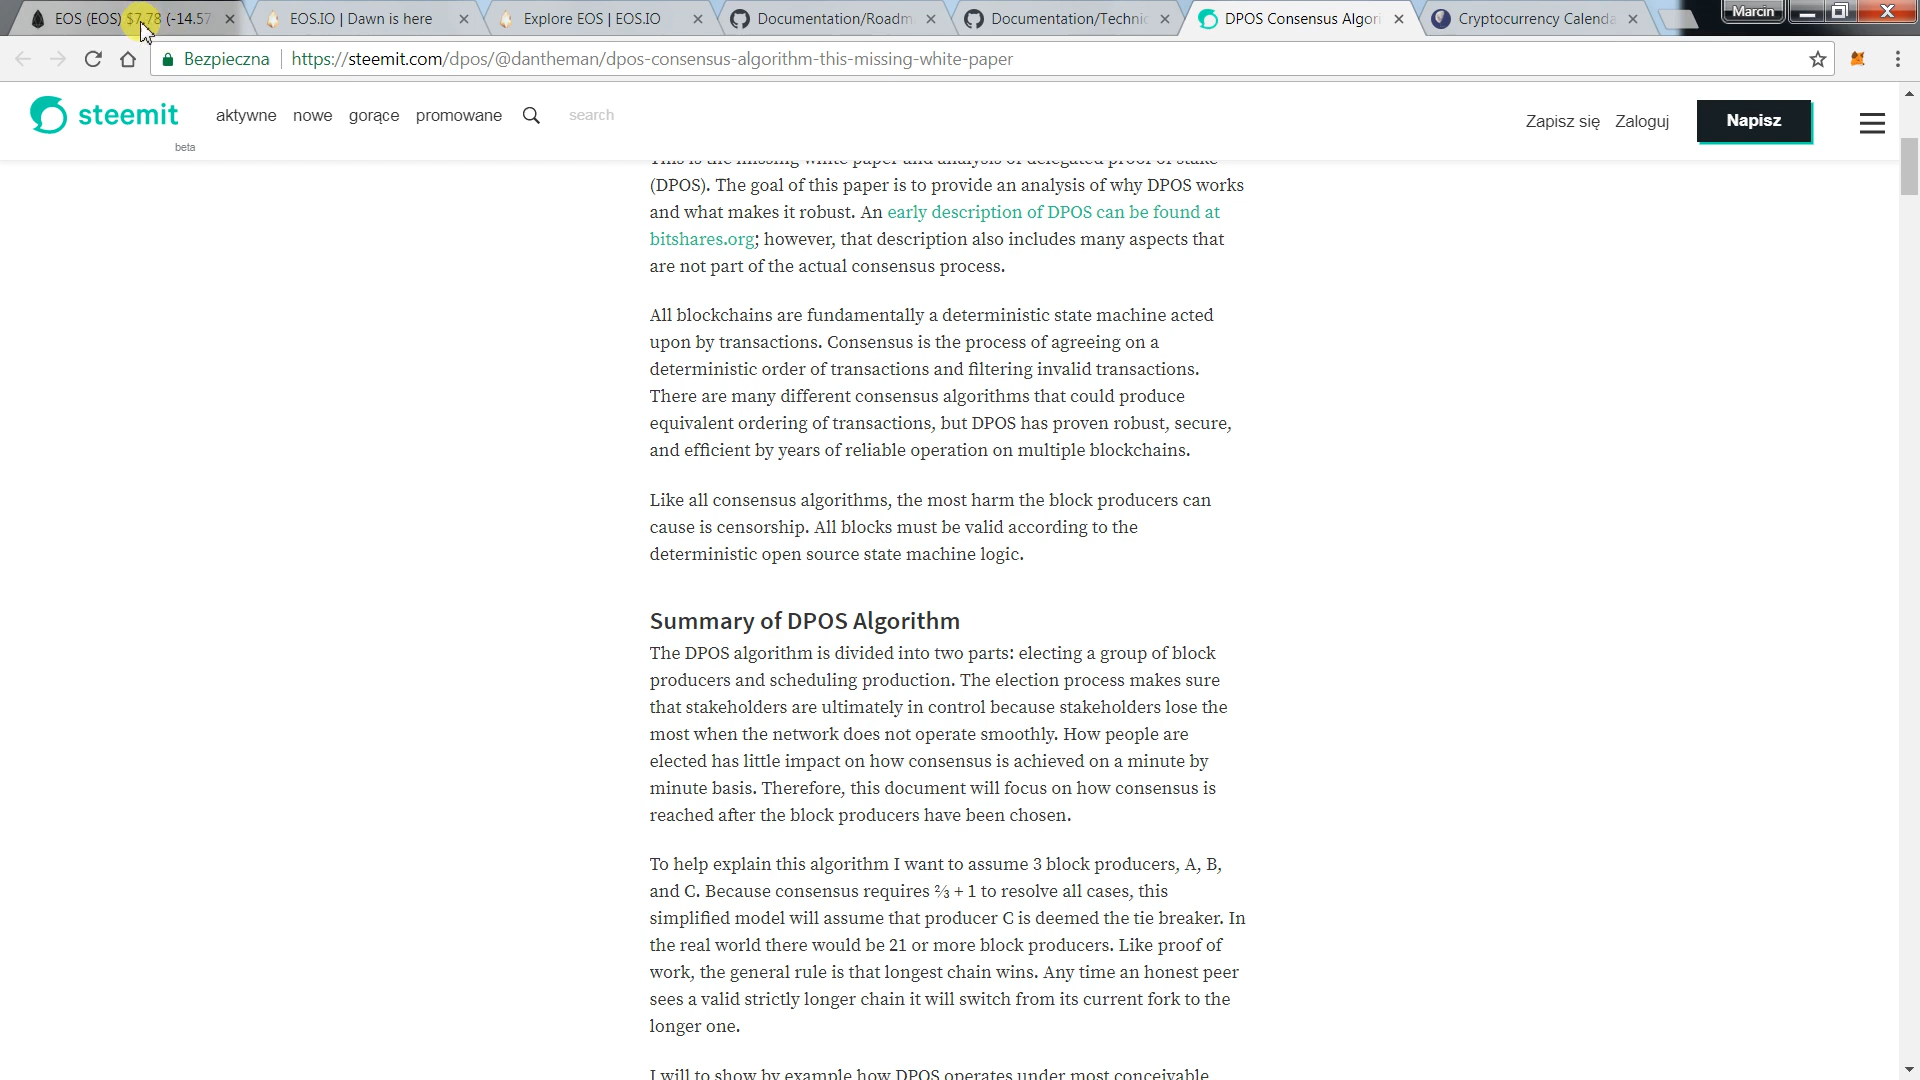 EOS (EOS) $7.78 (-14.57
EOS.IO | Dawn is here
Explore EOS | EOS.IO
Documentation/Roadm
Documentation/Technic
DPOS Consensus Algori
Cryptocurrency Calenda
Marcin
Bezpieczna
https://steemit.com/dpos/@dantheman/dpos-consensus-algorithm-this-missing-white-paper
steemit
beta
aktywne nowe gorące promowane search
Zapisz się Zaloguj Napisz
This is the missing white paper and analysis of delegated proof of stake
(DPOS). The goal of this paper is to provide an analysis of why DPOS works
and what makes it robust. An early description of DPOS can be found at
bitshares.org; however, that description also includes many aspects that
are not part of the actual consensus process.
All blockchains are fundamentally a deterministic state machine acted
upon by transactions. Consensus is the process of agreeing on a
deterministic order of transactions and filtering invalid transactions.
There are many different consensus algorithms that could produce
equivalent ordering of transactions, but DPOS has proven robust, secure,
and efficient by years of reliable operation on multiple blockchains.
Like all consensus algorithms, the most harm the block producers can
cause is censorship. All blocks must be valid according to the
deterministic open source state machine logic.
Summary of DPOS Algorithm
The DPOS algorithm is divided into two parts: electing a group of block
producers and scheduling production. The election process makes sure
that stakeholders are ultimately in control because stakeholders lose the
most when the network does not operate smoothly. How people are
elected has little impact on how consensus is achieved on a minute by
minute basis. Therefore, this document will focus on how consensus is
reached after the block producers have been chosen.
To help explain this algorithm I want to assume 3 block producers, A, B,
and C. Because consensus requires ⅔ + 1 to resolve all cases, this
simplified model will assume that producer C is deemed the tie breaker. In
the real world there would be 21 or more block producers. Like proof of
work, the general rule is that longest chain wins. Any time an honest peer
sees a valid strictly longer chain it will switch from its current fork to the
longer one.
I will to show by example how DPOS operates under most conceivable